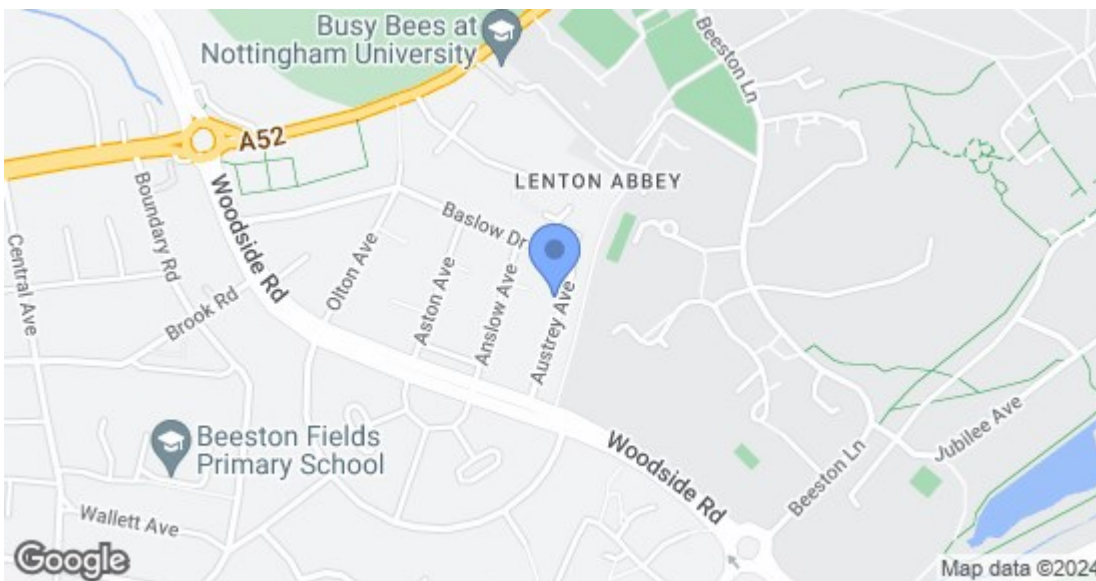 Busy Bees at
Nottingham University
Beeston Ln
A52
LENTON ABBEY
Boundary Rd
Woodside Rd
Baslow Dr
Central Ave
Olton Ave
Brook Rd
Aston Ave
Anslow Ave
Austrey Ave
Beeston Fields
Primary School
Woodside Rd
Beeston Ln
Jubilee Ave
Wallett Ave
Google
Map data ©2024